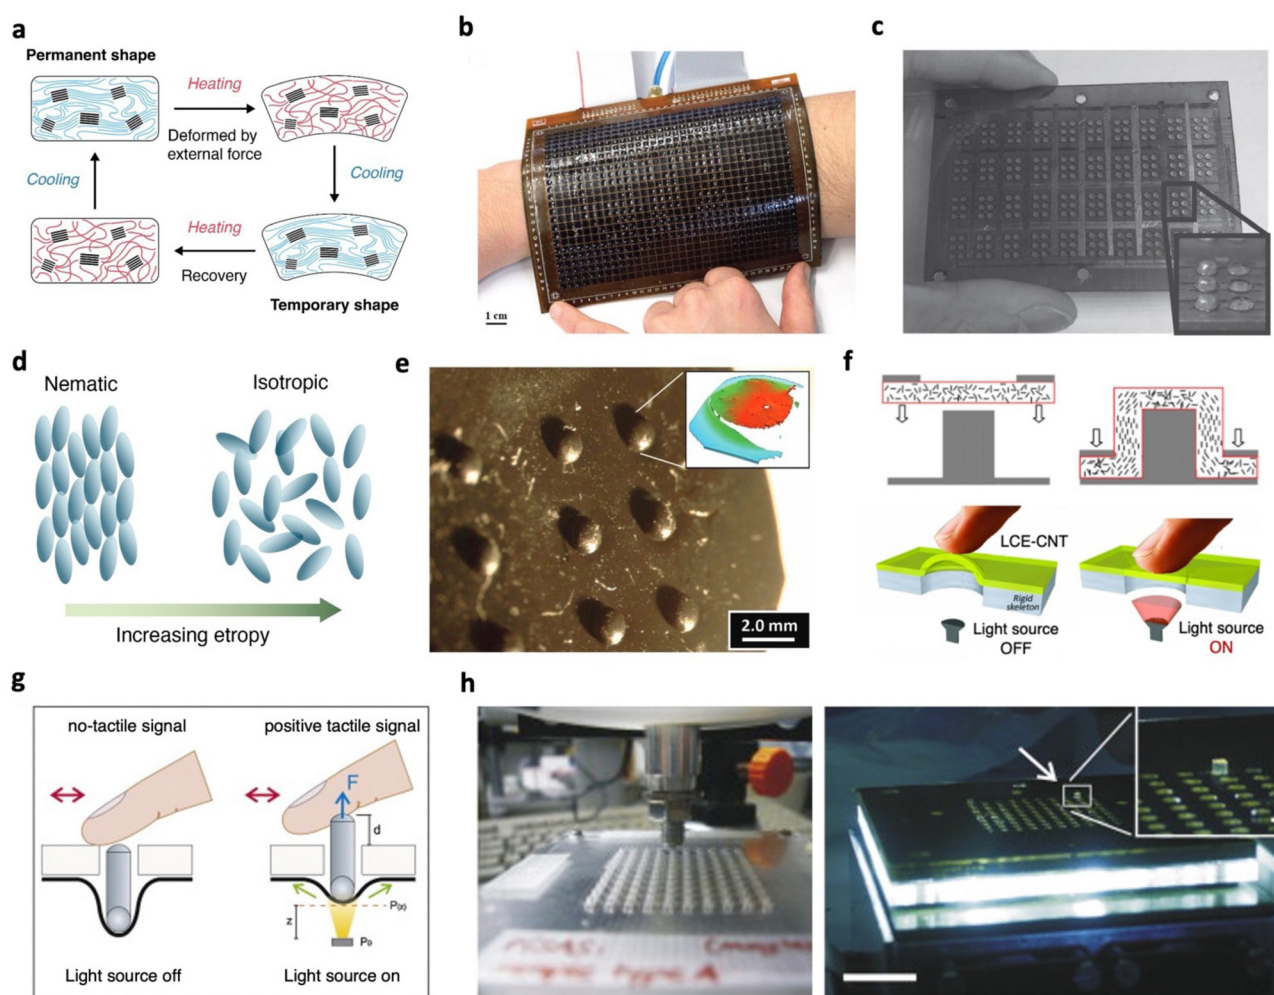 a
Permanent shape
Heating
Deformed by
external force
Cooling
Cooling
Heating
Recovery
Temporary shape
b
1 cm
c
d
Nematic
Isotropic
Increasing etropy
e
2.0 mm
f
LCE-CNT
Rigid
skeleton
Light source
OFF
Light source
ON
g
no-tactile signal
positive tactile signal
F
d
z
P(x)
Light source off
Light source on
h
type A